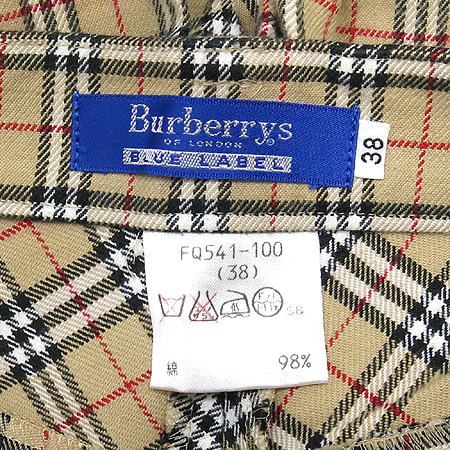 Burberrys
OF LONDON
BLUE LABEL
38
FQ541-100
(38)
綿 98%